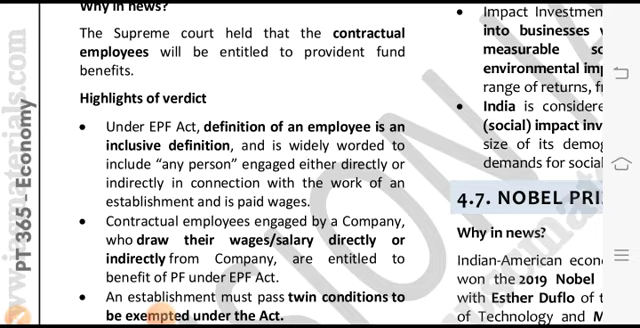 Why in news?
The Supreme court held that the contractual
employees will be entitled to provident fund
benefits.
Highlights of verdict
• Under EPF Act, definition of an employee is an
inclusive definition, and is widely worded to
include “any person” engaged either directly or
indirectly in connection with the work of an
establishment and is paid wages.
• Contractual employees engaged by a Company,
who draw their wages/salary directly or
indirectly from Company, are entitled to
benefit of PF under EPF Act.
• An establishment must pass twin conditions to
be exempted under the Act.
• Impact Investmen
into businesses
measurable
environmental im
range of returns,
• India is considere
(social) impact inv
size of its demo
demands for social
4.7. NOBEL PRI
Why in news?
Indian-American econ
won the 2019 Nobel
with Esther Duflo of
of Technology and M
PT 365 - Economy
www.iasmaterials.com